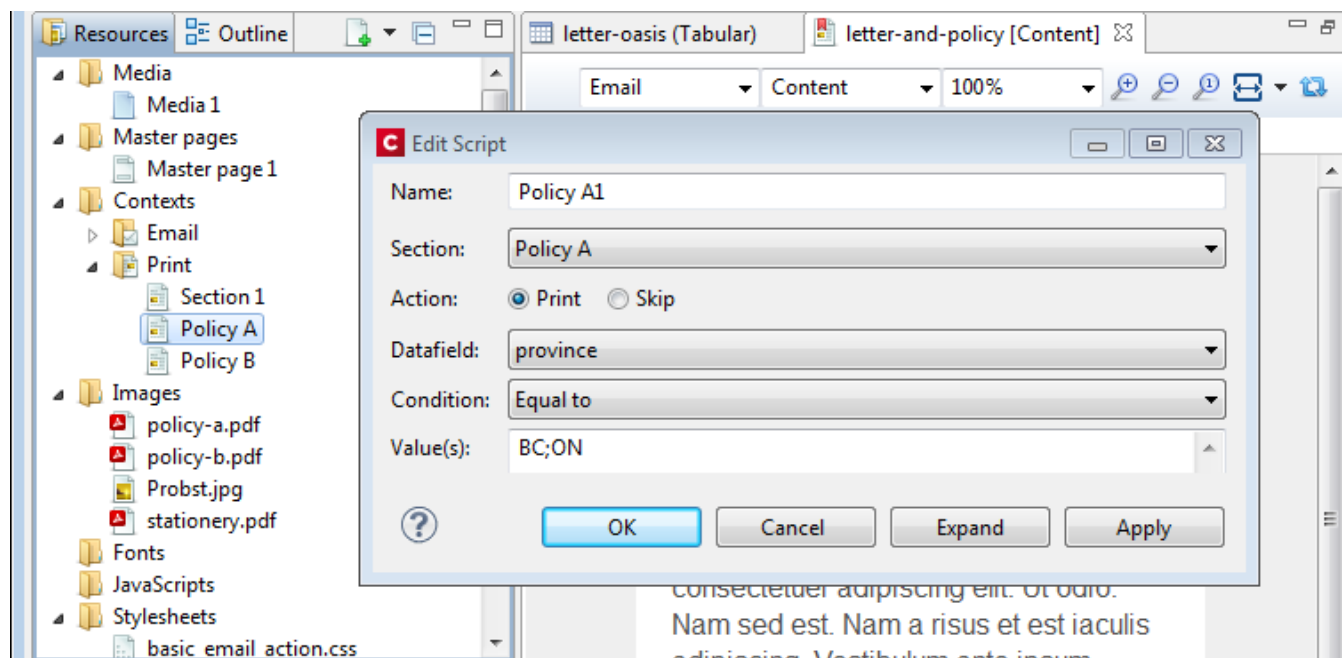 Resources Outline
letter-oasis (Tabular) letter-and-policy [Content]
Email Content 100%
Media
Media 1
Master pages
Master page 1
Contexts
Email
Print
Section 1
Policy A
Policy B
Images
policy-a.pdf
policy-b.pdf
Probst.jpg
stationery.pdf
Fonts
JavaScripts
Stylesheets
basic_email_action.css
C Edit Script
Name: Policy A1
Section: Policy A
Action: Print Skip
Datafield: province
Condition: Equal to
Value(s): BC;ON
? OK Cancel Expand Apply
consectetuer adipiscing elit. Ut odio.
Nam sed est. Nam a risus et est iaculis
adipiscing. Vestibulum ante ipsum